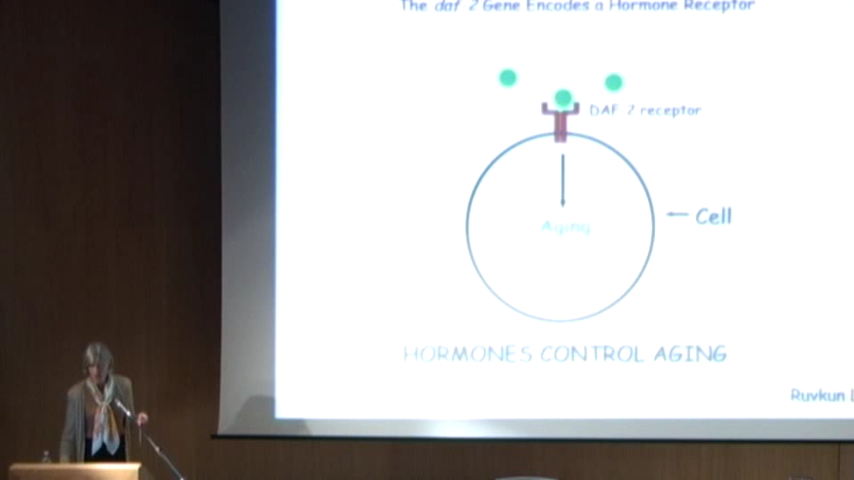 The daf-2 Gene Encodes a Hormone Receptor
DAF-2 receptor
Cell
Aging
HORMONES CONTROL AGING
Ruvkun L